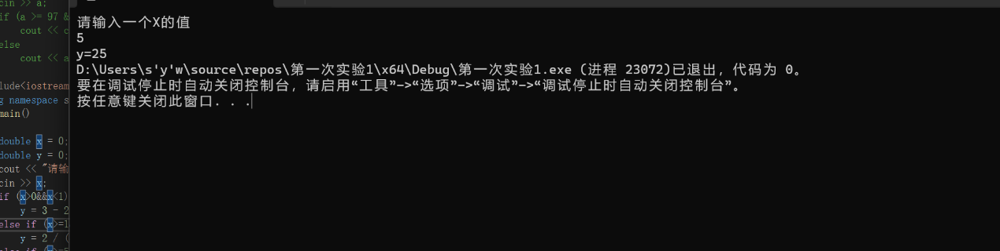 cin >> a;
if (a >= 97 &
cout << c
else
cout << a
lude<iostream
g namespace s
main()
double x = 0;
double y = 0;
cout << "请输
cin >> x;
if (x>0&&x<1)
y = 3 - 2
else if (x>=1
y = 2 / (
请输入一个X的值
5
y=25
D:\Users\s'y'w\source\repos\第一次实验1\x64\Debug\第一次实验1.exe (进程 23072)已退出，代码为 0。
要在调试停止时自动关闭控制台，请启用“工具”->“选项”->“调试”->“调试停止时自动关闭控制台”。
按任意键关闭此窗口. . .